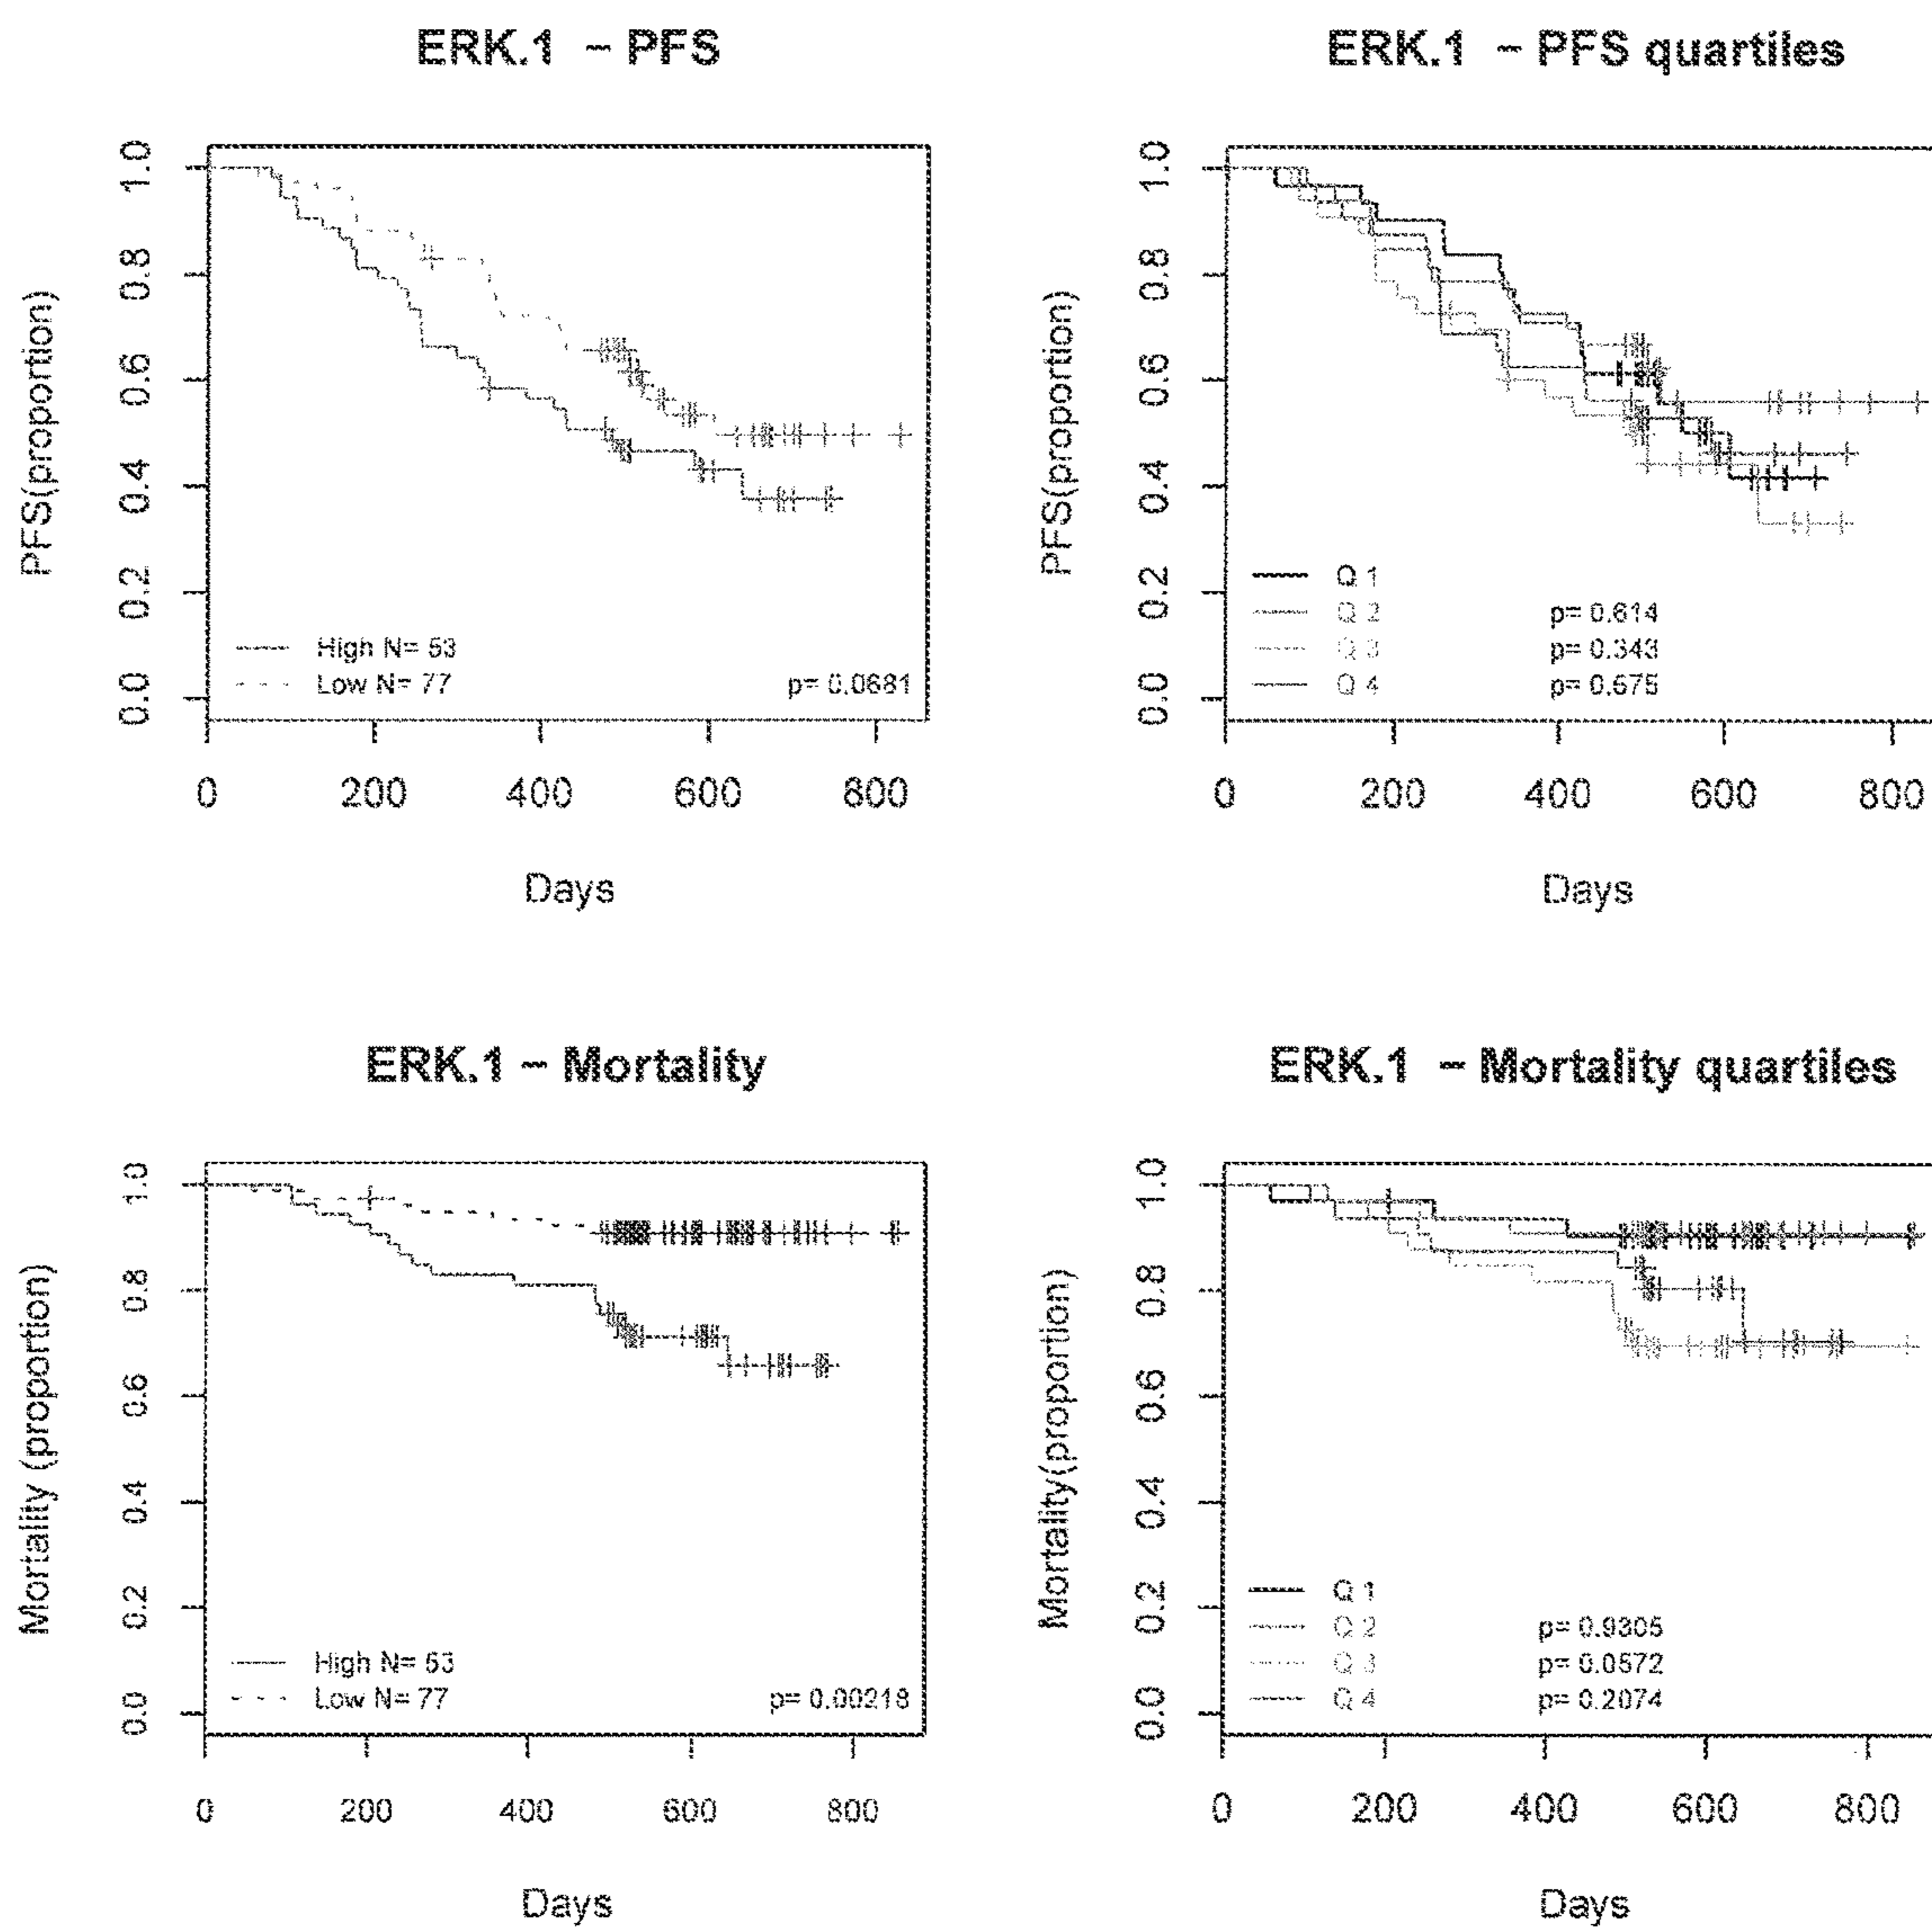 ERK.1 – PFS
PFS(proportion)
1.0
0.8
0.6
0.4
0.2
0.0
High N= 53
Low N= 77
p= 0.0681
0 200 400 600 800
Days
ERK.1 – PFS quartiles
PFS(proportion)
1.0
0.8
0.6
0.4
0.2
0.0
Q 1
Q 2 p= 0.614
Q 3 p= 0.343
Q 4 p= 0.675
0 200 400 600 800
Days
ERK.1 – Mortality
Mortality (proportion)
1.0
0.8
0.6
0.4
0.2
0.0
High N= 53
Low N= 77
p= 0.00218
0 200 400 600 800
Days
ERK.1 – Mortality quartiles
Mortality(proportion)
1.0
0.8
0.6
0.4
0.2
0.0
Q 1
Q 2 p= 0.9305
Q 3 p= 0.0572
Q 4 p= 0.2074
0 200 400 600 800
Days